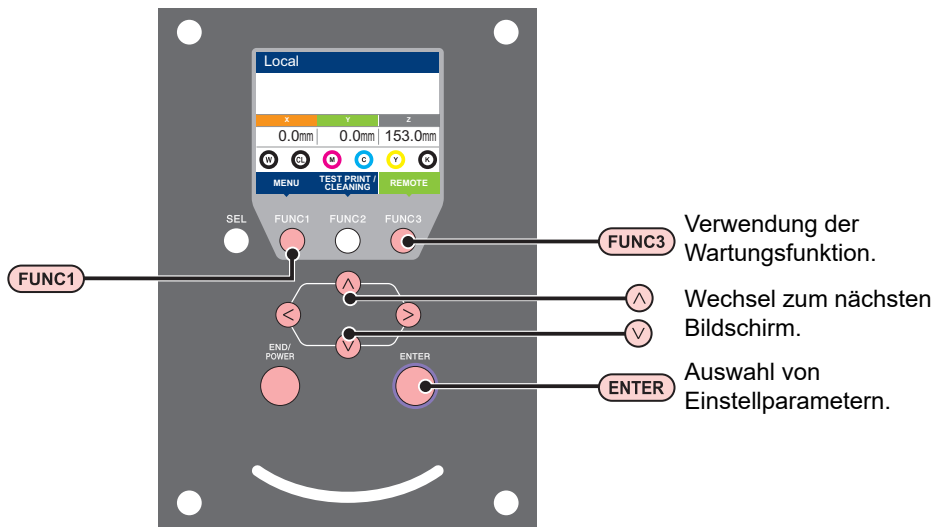 Local
X Y Z
0.0mm 0.0mm 153.0mm
W CL M C Y K
MENU TEST PRINT / CLEANING REMOTE
SEL FUNC1 FUNC2 FUNC3
FUNC1
FUNC3 Verwendung der
Wartungsfunktion.
Wechsel zum nächsten
Bildschirm.
END/
POWER
ENTER
ENTER Auswahl von
Einstellparametern.